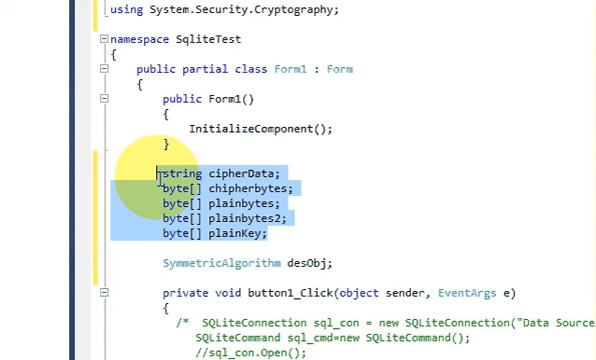 using System.Security.Cryptography;
namespace SqliteTest
{
public partial class Form1 : Form
{
public Form1()
{
InitializeComponent();
}
string cipherData;
byte[] chipherbytes;
byte[] plainbytes;
byte[] plainbytes2;
byte[] plainKey;
SymmetricAlgorithm desObj;
private void button1_Click(object sender, EventArgs e)
{
/* SQLiteConnection sql_con = new SQLiteConnection("Data Source
SQLiteCommand sql_cmd=new SQLiteCommand();
//sql_con.Open();